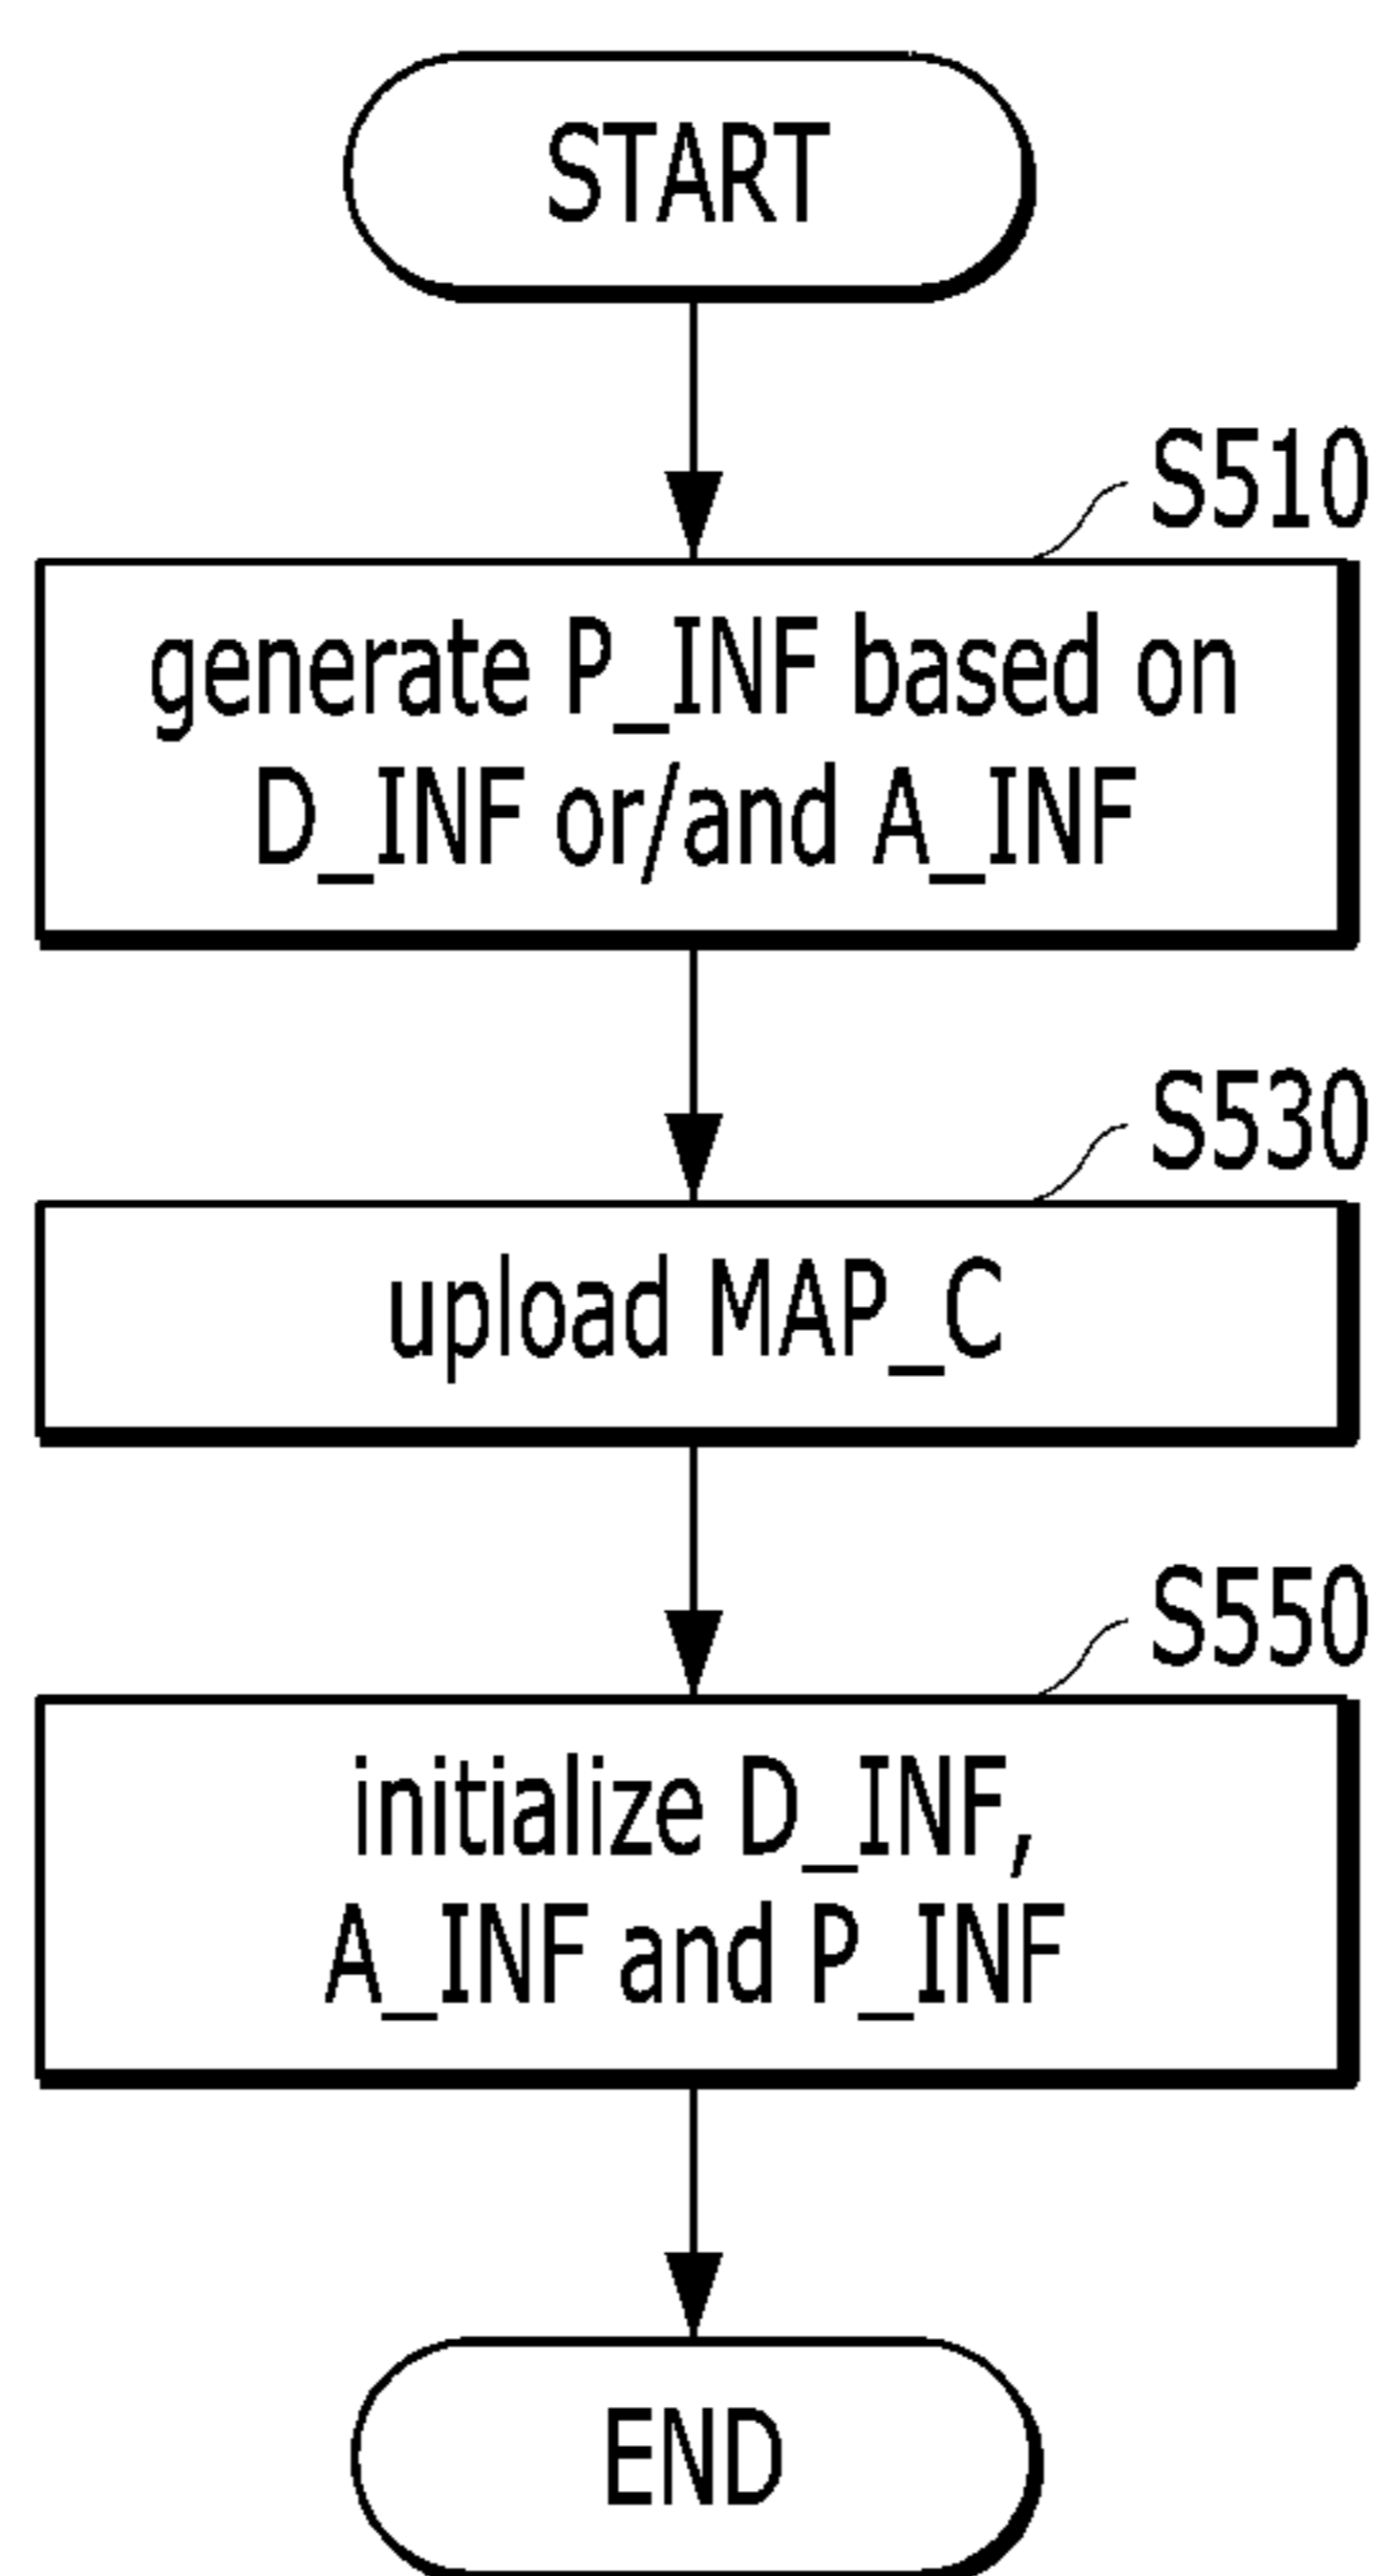 START
S510
generate P_INF based on
D_INF or/and A_INF
S530
upload MAP_C
S550
initialize D_INF,
A_INF and P_INF
END